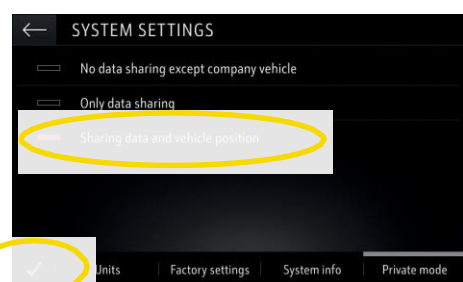 SYSTEM SETTINGS
No data sharing except company vehicle
Only data sharing
Sharing data and vehicle position
Units Factory settings System info Private mode